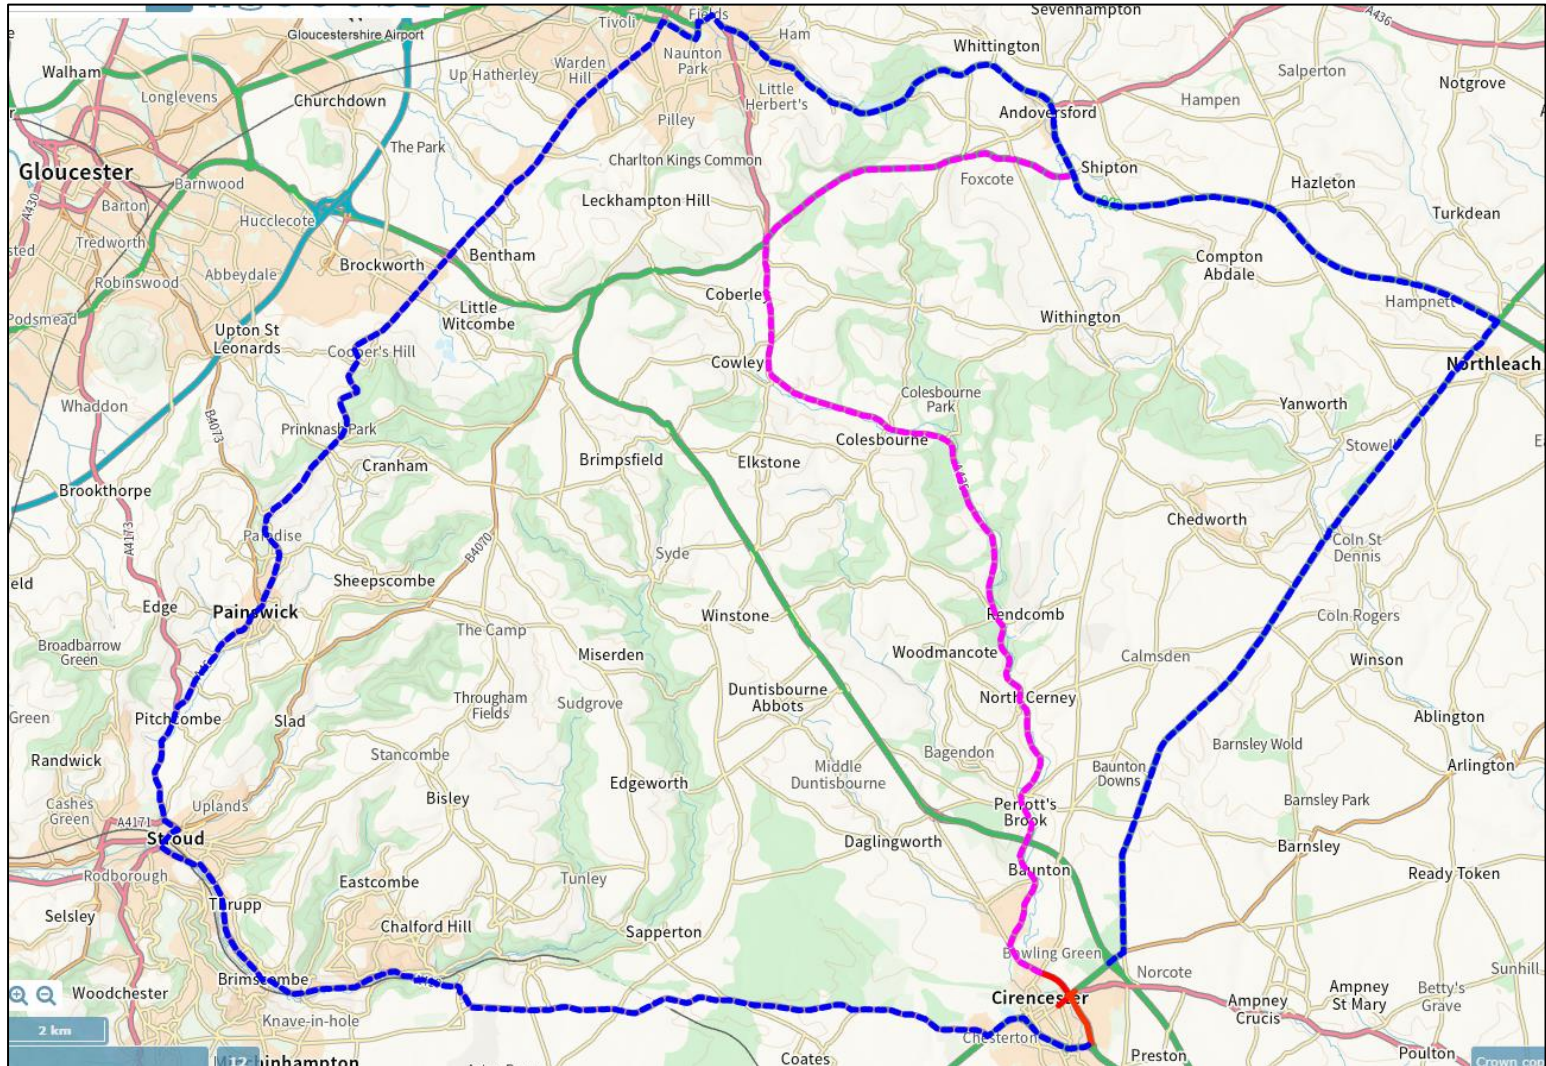 Tivoli
Fields
Sevenhampton
A436
Gloucestershire Airport
Ham
Naunton
Park
Whittington
Walham
Up Hatherley
Warden
Hill
Salperton
Notgrove
Longlevens
Churchdown
Little
Herbert's
Hampen
Pilley
Andoversford
The Park
Gloucester
Charlton Kings Common
Shipton
Barnwood
Foxcote
Hazleton
A430
Barton
Leckhampton Hill
Turkdean
Hucclecote
Tredworth
Bentham
Compton
Abdale
Brockworth
Abbeydale
Robinswood
Coberley
Hampnett
Little
Witcombe
Podsmead
Withington
Upton St
Leonards
Cooper's Hill
Cowley
Northleach
Colesbourne
Park
Whaddon
Yanworth
B4073
Prinknash Park
Colesbourne
Stowell
Cranham
Brimpsfield
Elkstone
Brookthorpe
Chedworth
A4173
Paradise
B4070
Coln St
Dennis
Syde
Sheepscombe
Edge
Painswick
Winstone
Rendcomb
Coln Rogers
The Camp
Broadbarrow
Green
Miserden
Woodmancote
Calmsden
Winson
Duntisbourne
Abbots
Througham
Fields
Sudgrove
North Cerney
Green
Pitchcombe
Slad
Ablington
Barnsley Wold
Randwick
Stancombe
Bagendon
Middle
Duntisbourne
Baunton
Downs
Arlington
Edgeworth
Bisley
Cashes
Green
Uplands
Perrott's
Brook
Barnsley Park
A4171
Stroud
Daglingworth
Barnsley
Rodborough
Eastcombe
Tunley
Baunton
Ready Token
Thrupp
Selsley
Chalford Hill
Sapperton
Bowling Green
Brimscombe
Norcote
Sunhill
Woodchester
Cirencester
Ampney
Crucis
Ampney
St Mary
Betty's
Grave
Knave-in-hole
2 km
Chesterton
12
Coates
Preston
Poulton